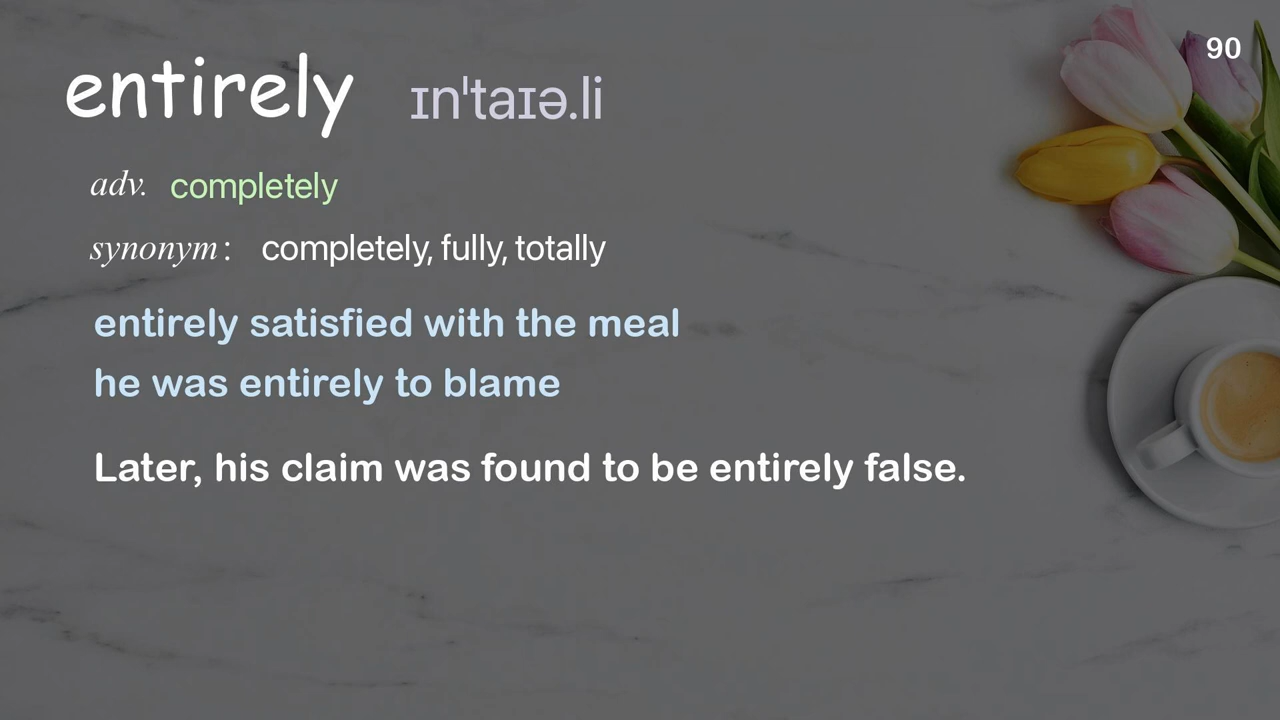 90
entirely ɪnˈtaɪə.li
adv. completely
synonym: completely, fully, totally
entirely satisfied with the meal
he was entirely to blame
Later, his claim was found to be entirely false.